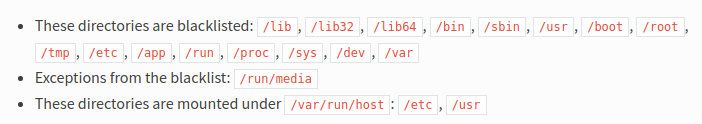 • These directories are blacklisted: /lib, /lib32, /lib64, /bin, /sbin, /usr, /boot, /root,
/tmp, /etc, /app, /run, /proc, /sys, /dev, /var
• Exceptions from the blacklist: /run/media
• These directories are mounted under /var/run/host: /etc, /usr